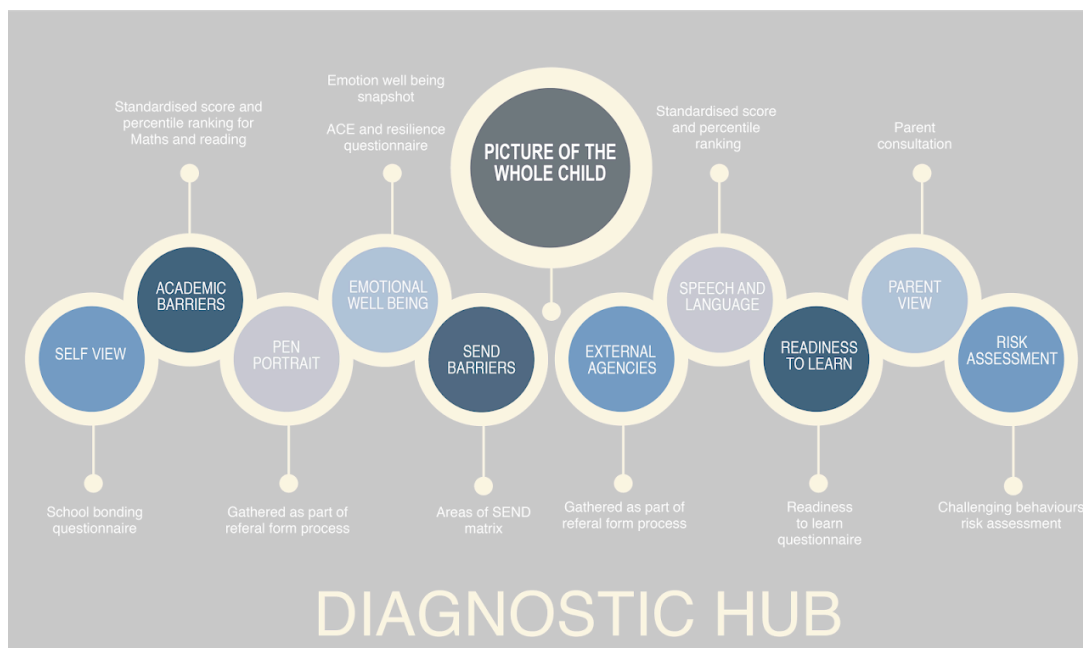 Emotion well being
snapshot
ACE and resilience
questionnaire
Standardised score and
percentile ranking for
Maths and reading
PICTURE OF THE
WHOLE CHILD
Standardised score
and percentile
ranking
Parent
consultation
SELF VIEW
ACADEMIC
BARRIERS
PEN
PORTRAIT
EMOTIONAL
WELL BEING
SEND
BARRIERS
EXTERNAL
AGENCIES
SPEECH AND
LANGUAGE
READINESS
TO LEARN
PARENT
VIEW
RISK
ASSESSMENT
School bonding
questionnaire
Gathered as part of
referal form process
Areas of SEND
matrix
Gathered as part of
referal form process
Readiness
to learn
questionnaire
Challenging behaviours
risk assessment
DIAGNOSTIC HUB